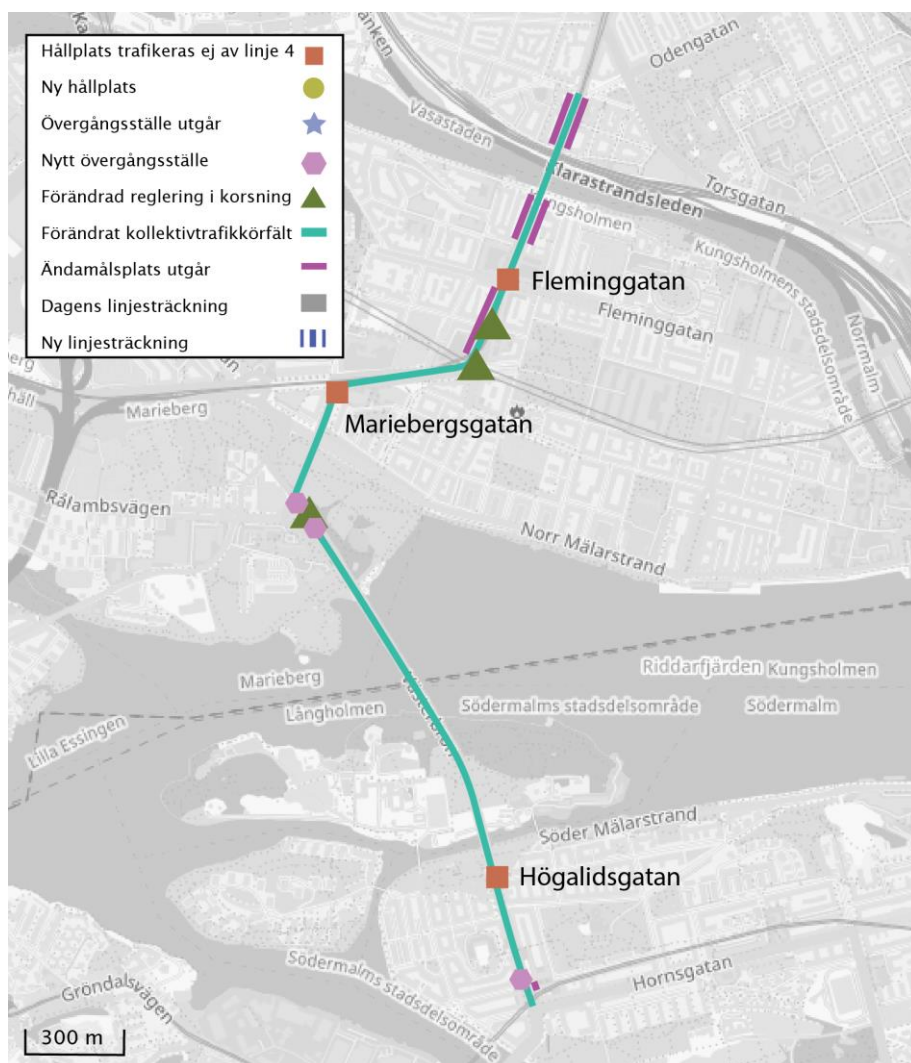 Hållplats trafikeras ej av linje 4
Ny hållplats
Övergångsställe utgår
Nytt övergångsställe
Förändrad reglering i korsning
Förändrat kollektivtrafikkörfält
Ändamålsplats utgår
Dagens linjesträckning
Ny linjesträckning
Odengatan
Vasastaden
Klarastrandsleden
Torsgatan
Kungsholmen
Kungsholmens stadsdelsområde
Norrmalm
Fleminggatan
Fleminggatan
Marieberg
Mariebergsgatan
Rålambsvägen
Norr Mälarstrand
Riddarfjärden
Kungsholmen
Marieberg
Långholmen
Västerbron
Södermalms stadsdelsområde
Södermalm
Lilla Essingen
Söder Mälarstrand
Högalidsgatan
Hornsgatan
Södermalms stadsdelsområde
Gröndalsvägen
300 m